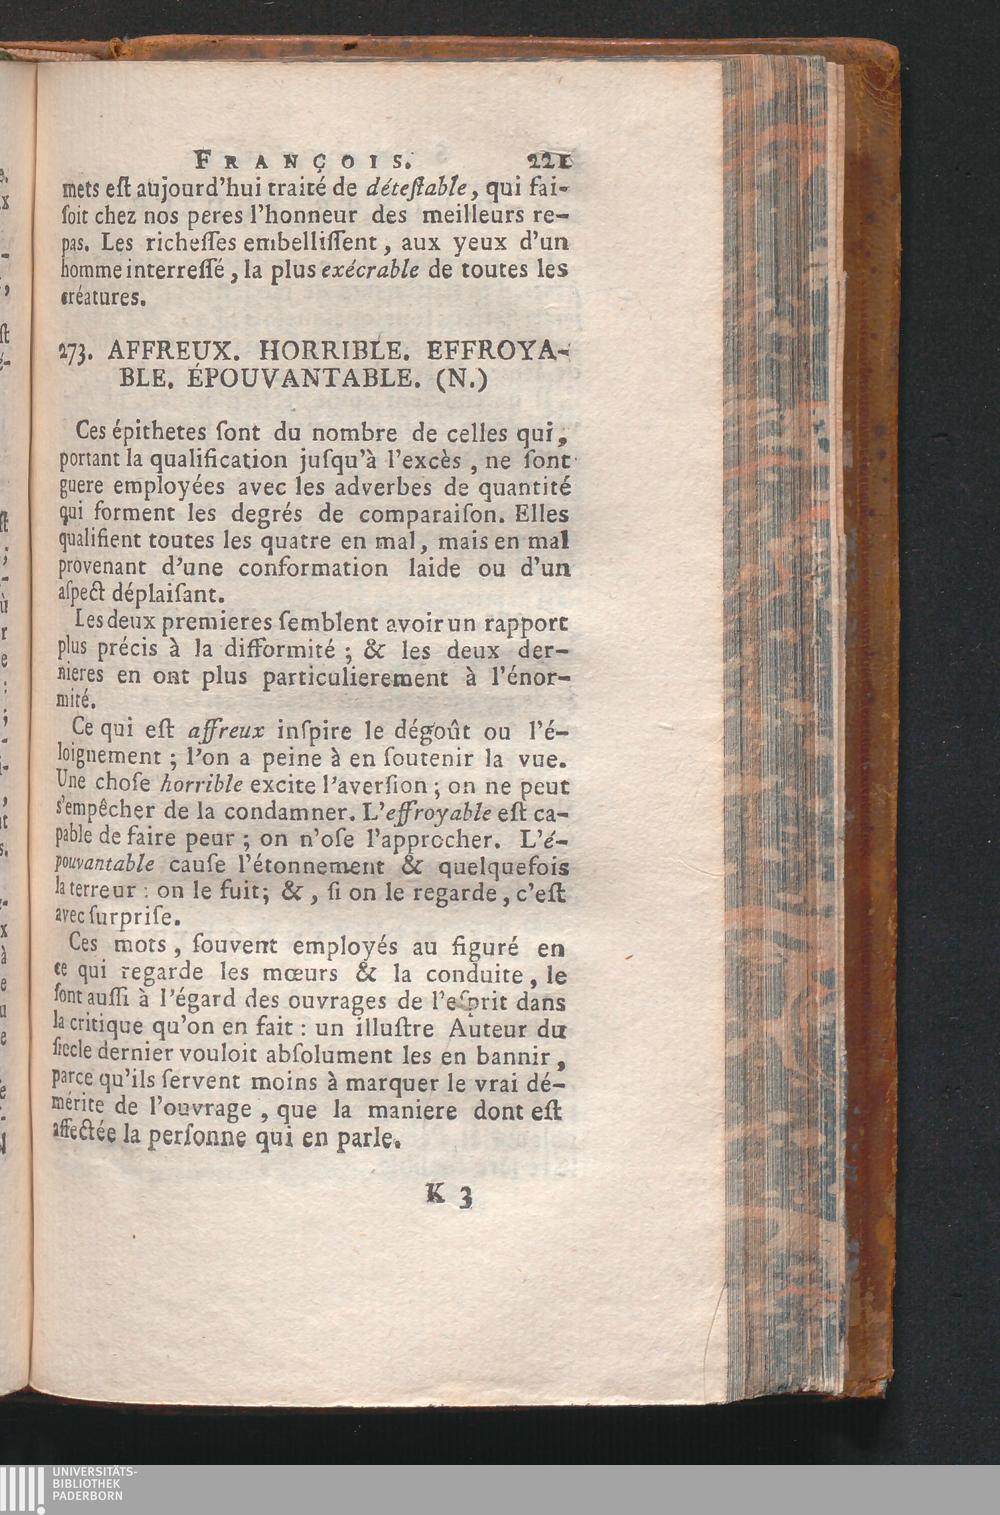 FRANÇOIS. 221
mets eſt aujourd'hui traité de déteſtable, qui fai-
ſoit chez nos peres l'honneur des meilleurs re-
pas. Les richeſſes embelliſſent, aux yeux d'un
homme interreſſé, la plus exécrable de toutes les
créatures.
273. AFFREUX. HORRIBLE. EFFROYA-
BLE. ÉPOUVANTABLE. (N.)
Ces épithetes ſont du nombre de celles qui,
portant la qualification juſqu'à l'excès, ne ſont
guere employées avec les adverbes de quantité
qui forment les degrés de comparaiſon. Elles
qualifient toutes les quatre en mal, mais en mal
provenant d'une conformation laide ou d'un
aſpect déplaiſant.
Les deux premieres ſemblent avoir un rapport
plus précis à la difformité ; & les deux der-
nieres en ont plus particulierement à l'énor-
mité.
Ce qui eſt affreux inſpire le dégoût ou l'é-
loignement ; l'on a peine à en ſoutenir la vue.
Une choſe horrible excite l'averſion ; on ne peut
s'empêcher de la condamner. L'effroyable eſt ca-
pable de faire peur ; on n'oſe l'approcher. L'é-
pouvantable cauſe l'étonnement & quelquefois
la terreur : on le fuit; &, ſi on le regarde, c'eſt
avec ſurpriſe.
Ces mots, ſouvent employés au figuré en
ce qui regarde les mœurs & la conduite, le
ſont auſſi à l'égard des ouvrages de l'eſprit dans
la critique qu'on en fait : un illuſtre Auteur du
ſiecle dernier vouloit abſolument les en bannir,
parce qu'ils ſervent moins à marquer le vrai dé-
mérite de l'ouvrage, que la maniere dont eſt
affectée la perſonne qui en parle.
K 3
UNIVERSITÄTS-
BIBLIOTHEK
PADERBORN